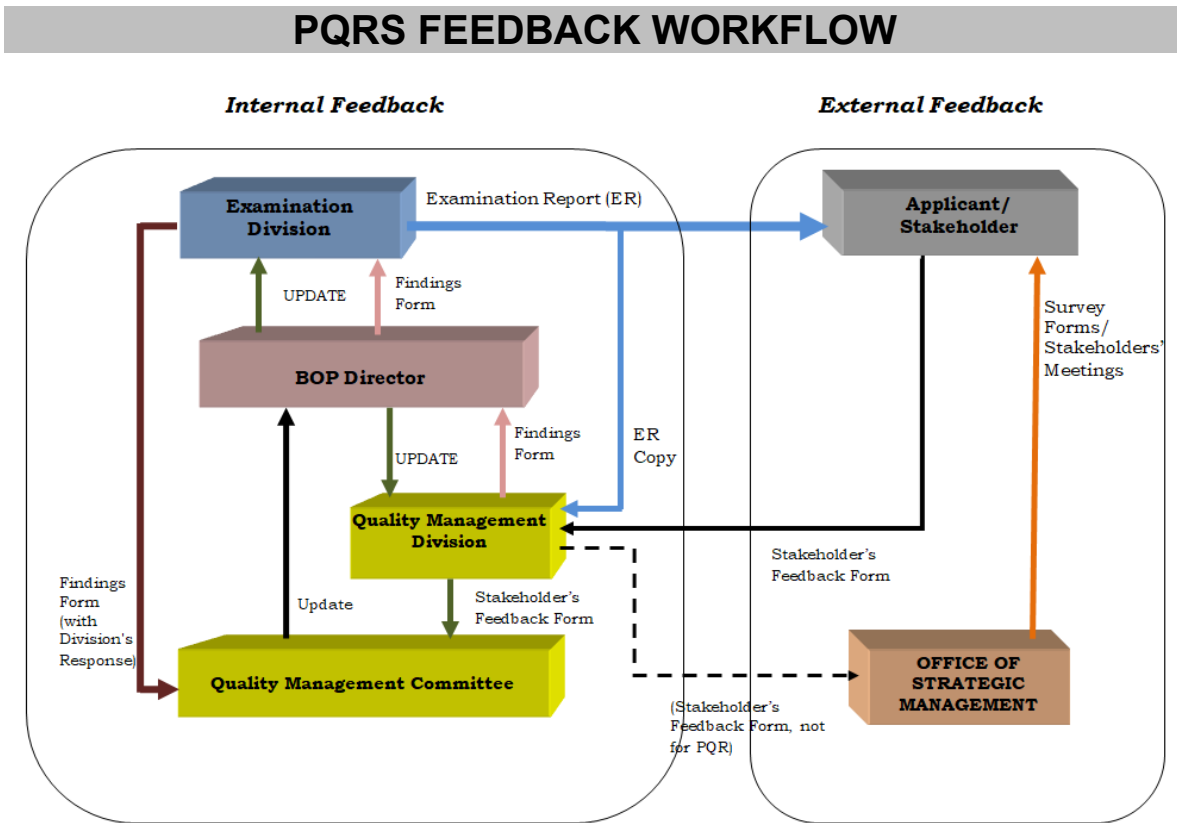 PQRS FEEDBACK WORKFLOW
Internal Feedback
External Feedback
Examination
Division
Examination Report (ER)
Applicant/
Stakeholder
UPDATE
Findings
Form
Survey
Forms/
Stakeholders'
Meetings
BOP Director
UPDATE
Findings
Form
ER
Copy
Quality Management
Division
Stakeholder's
Feedback Form
Findings
Form
(with
Division's
Response)
Update
Stakeholder's
Feedback Form
Quality Management Committee
OFFICE OF
STRATEGIC
MANAGEMENT
(Stakeholder's
Feedback Form, not
for PQR)